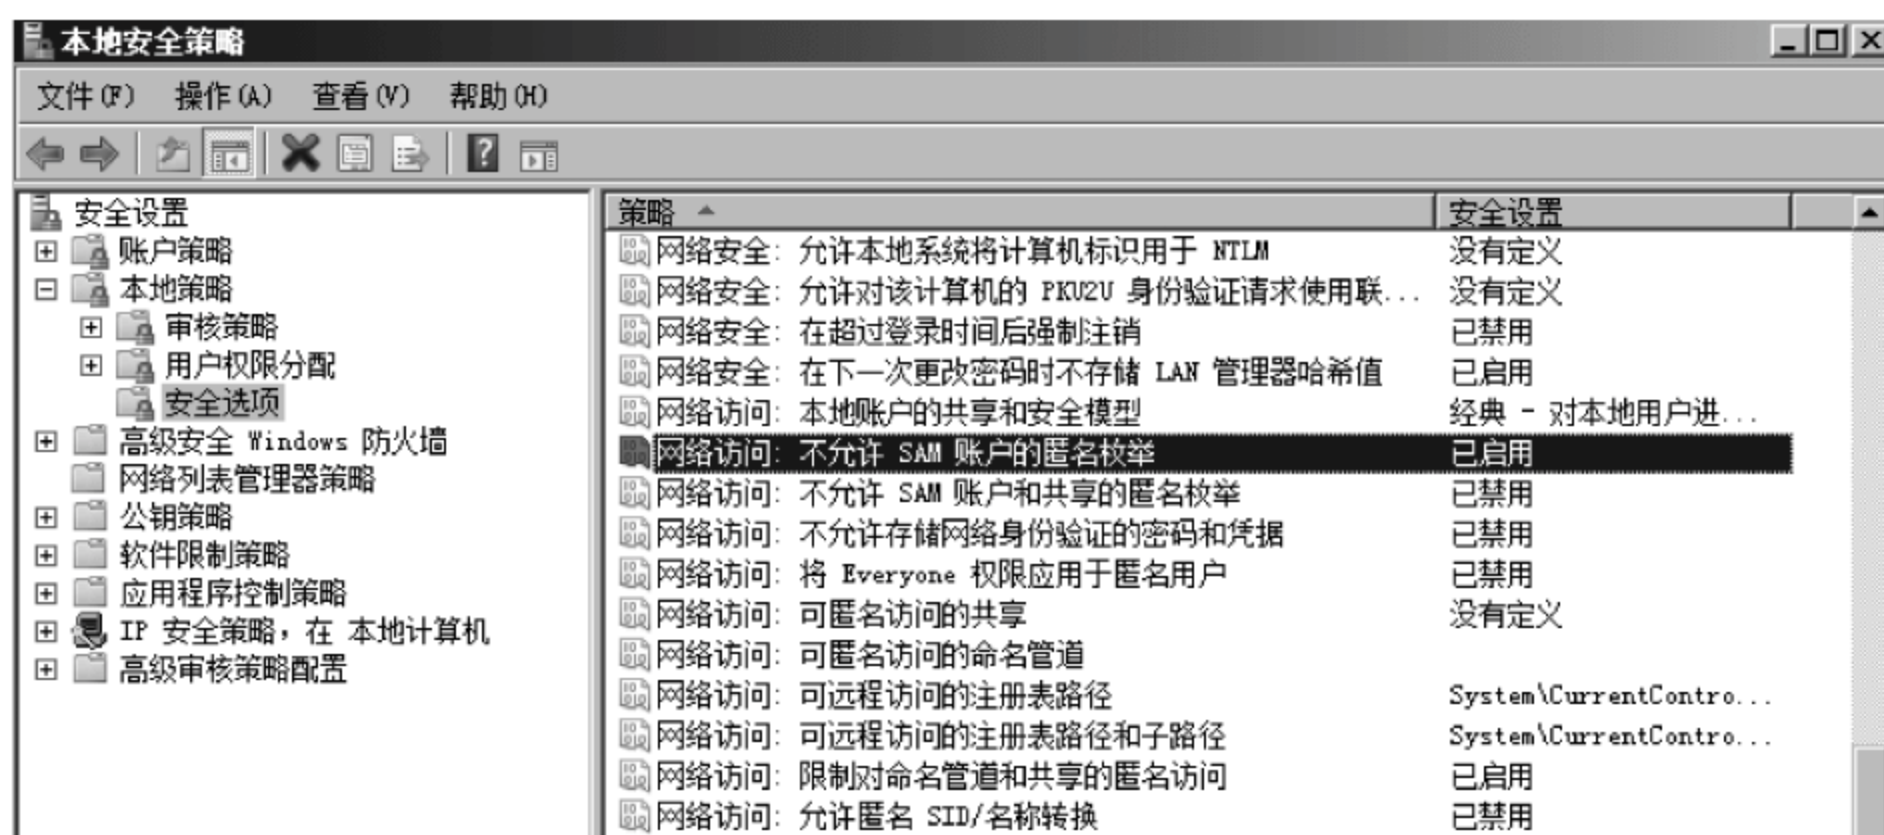 本地安全策略
文件(F) 操作(A) 查看(V) 帮助(H)
安全设置
账户策略
本地策略
审核策略
用户权限分配
安全选项
高级安全 Windows 防火墙
网络列表管理器策略
公钥策略
软件限制策略
应用程序控制策略
IP 安全策略，在 本地计算机
高级审核策略配置
策略 安全设置
网络安全: 允许本地系统将计算机标识用于 NTLM 没有定义
网络安全: 允许对该计算机的 PKU2U 身份验证请求使用联... 没有定义
网络安全: 在超过登录时间后强制注销 已禁用
网络安全: 在下一次更改密码时不存储 LAN 管理器哈希值 已启用
网络访问: 本地账户的共享和安全模型 经典 - 对本地用户进...
网络访问: 不允许 SAM 账户的匿名枚举 已启用
网络访问: 不允许 SAM 账户和共享的匿名枚举 已禁用
网络访问: 不允许存储网络身份验证的密码和凭据 已禁用
网络访问: 将 Everyone 权限应用于匿名用户 已禁用
网络访问: 可匿名访问的共享 没有定义
网络访问: 可匿名访问的命名管道
网络访问: 可远程访问的注册表路径 System\CurrentContro...
网络访问: 可远程访问的注册表路径和子路径 System\CurrentContro...
网络访问: 限制对命名管道和共享的匿名访问 已启用
网络访问: 允许匿名 SID/名称转换 已禁用